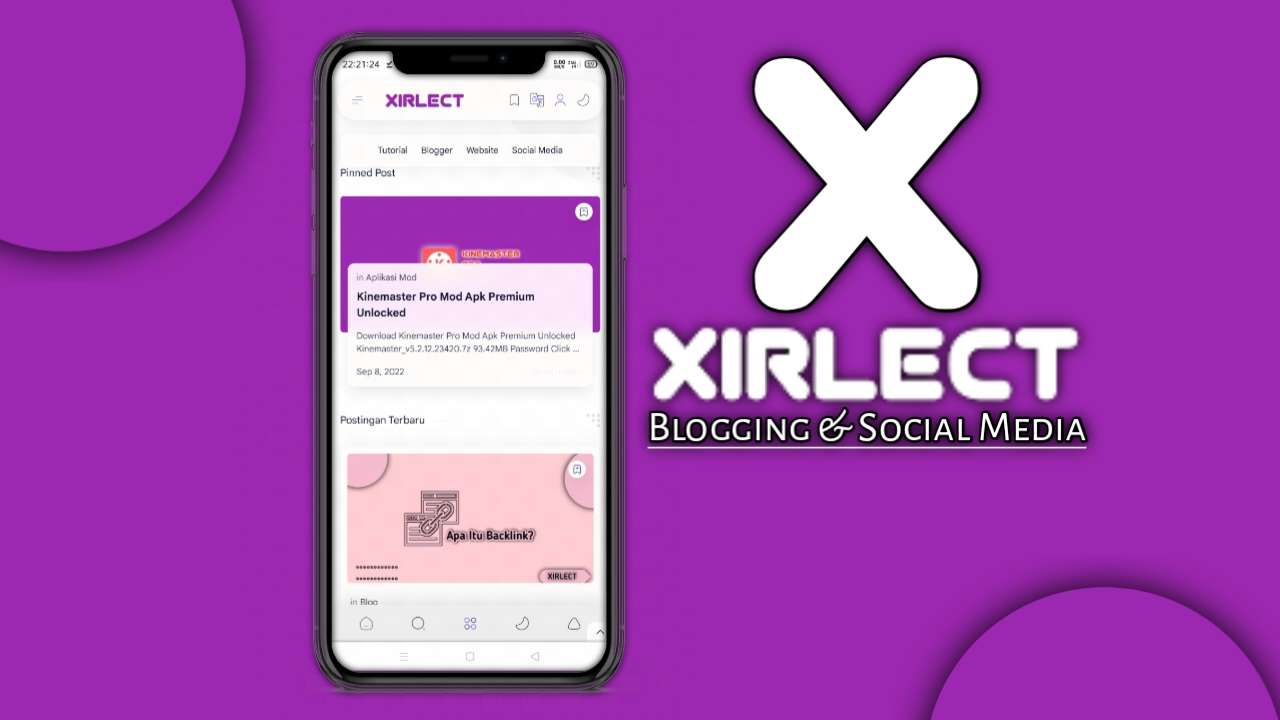 22:21:24
XIRLECT
Tutorial Blogger Website Social Media
Pinned Post
KINEMASTER
in Aplikasi Mod
Kinemaster Pro Mod Apk Premium
Unlocked
Download Kinemaster Pro Mod Apk Premium Unlocked
Kinemaster_v5.2.12.23420.7z 93.42MB Password Click ...
Sep 8, 2022
Postingan Terbaru
Apa Itu Backlink?
XIRLECT
in Blog
X
XIRLECT
Blogging & Social Media